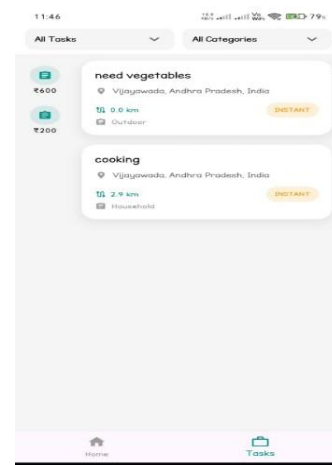 11:46
79%
All Tasks
All Categories
₹600
need vegetables
Vijayawada, Andhra Pradesh, India
0.0 km
INSTANT
Outdoor
₹200
cooking
Vijayawada, Andhra Pradesh, India
2.9 km
INSTANT
Household
Home
Tasks